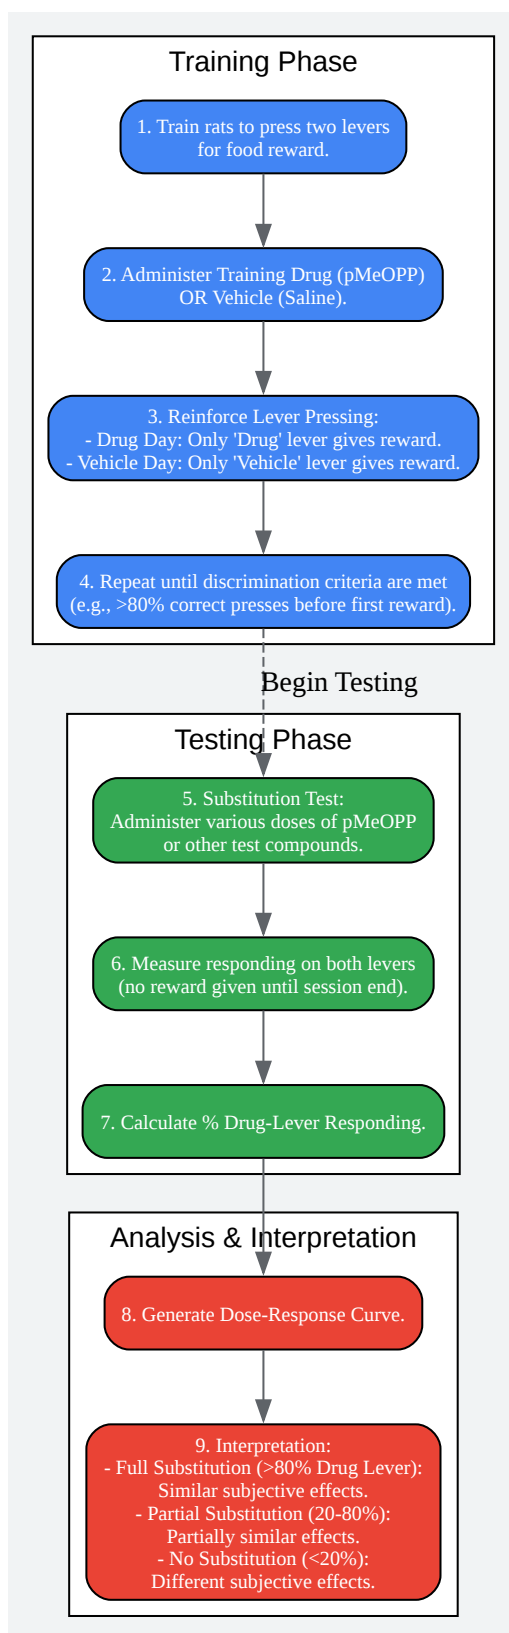 Training Phase
1. Train rats to press two levers
for food reward.
2. Administer Training Drug (pMeOPP)
OR Vehicle (Saline).
3. Reinforce Lever Pressing:
- Drug Day: Only 'Drug' lever gives reward.
- Vehicle Day: Only 'Vehicle' lever gives reward.
4. Repeat until discrimination criteria are met
(e.g., >80% correct presses before first reward).
Begin Testing
Testing Phase
5. Substitution Test:
Administer various doses of pMeOPP
or other test compounds.
6. Measure responding on both levers
(no reward given until session end).
7. Calculate % Drug-Lever Responding.
Analysis & Interpretation
8. Generate Dose-Response Curve.
9. Interpretation:
- Full Substitution (>80% Drug Lever):
Similar subjective effects.
- Partial Substitution (20-80%):
Partially similar effects.
- No Substitution (<20%):
Different subjective effects.